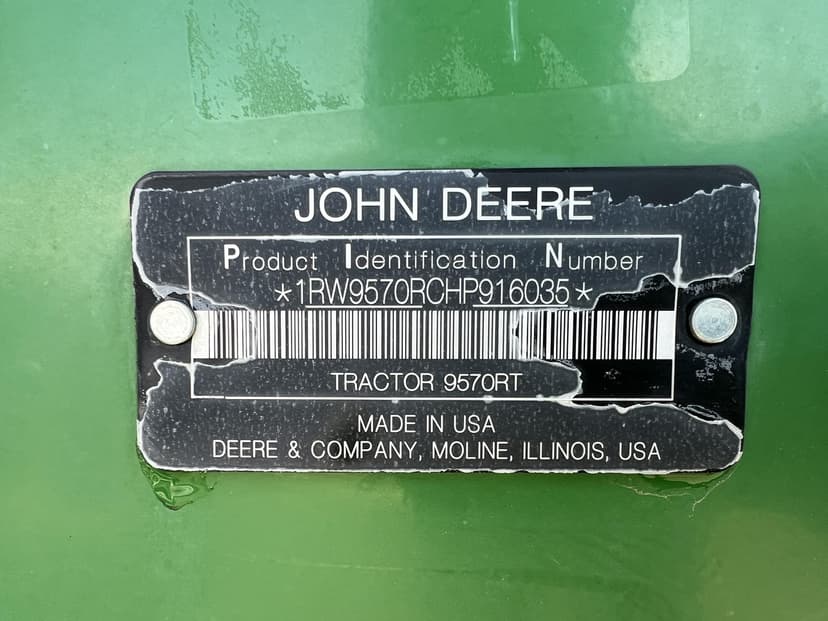 JOHN DEERE
Product Identification Number
*1RW9570RCHP916035*
TRACTOR 9570RT
MADE IN USA
DEERE & COMPANY, MOLINE, ILLINOIS, USA